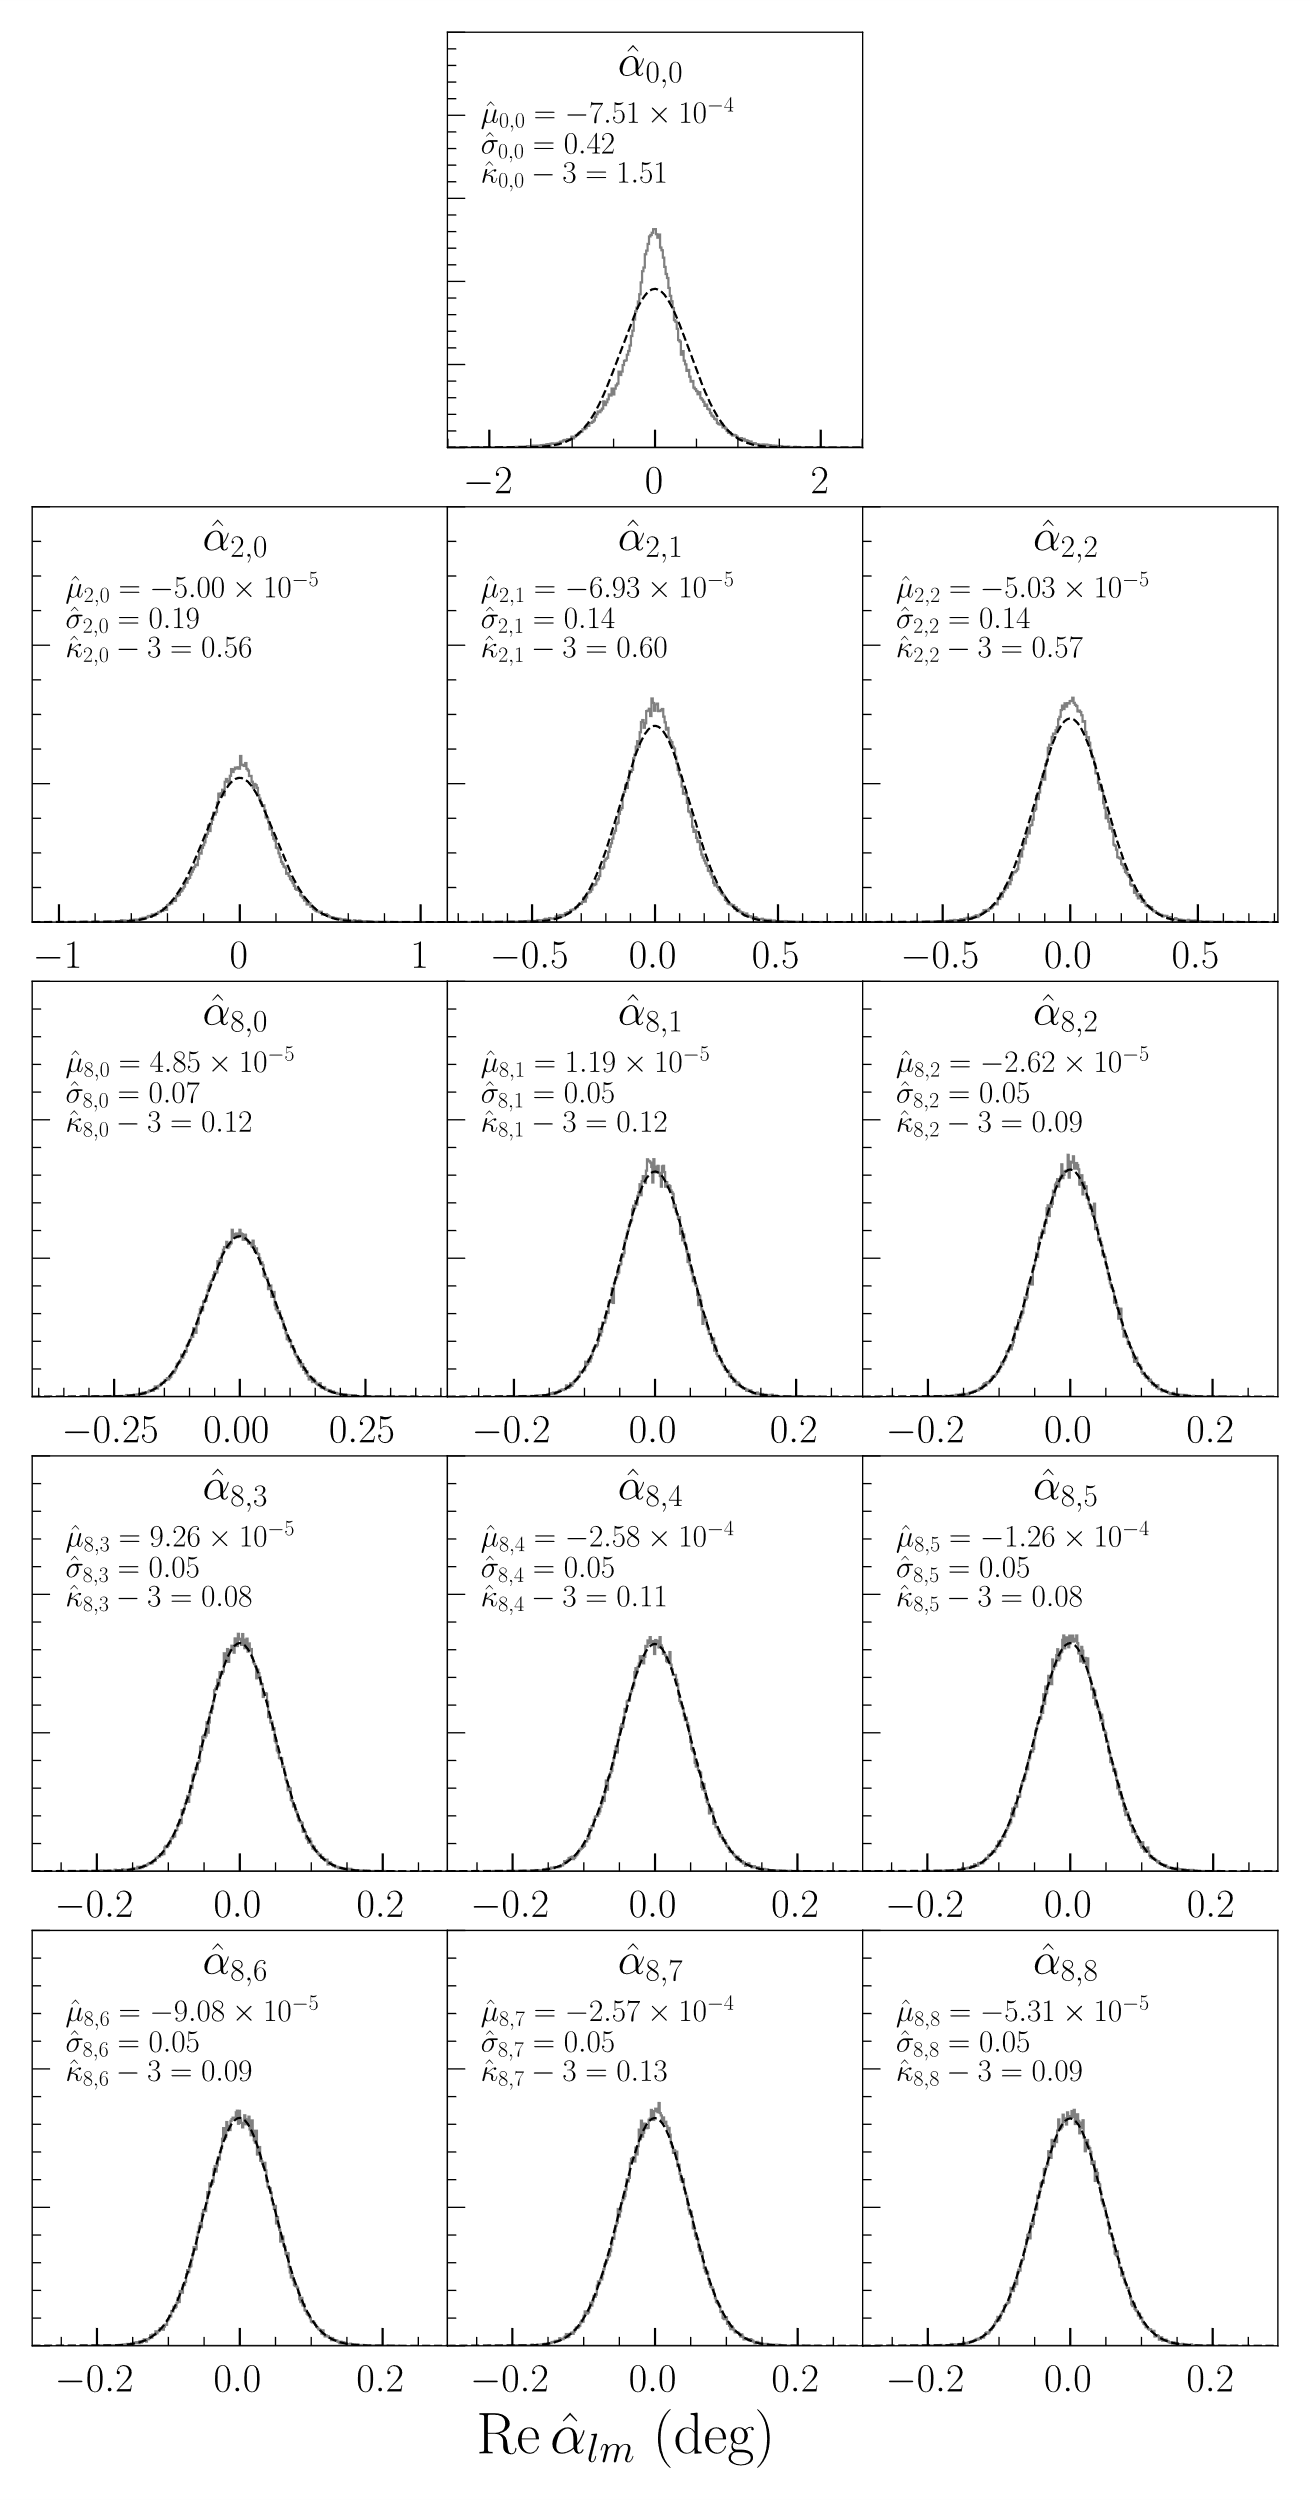 α̂0,0
μ̂0,0 = −7.51 × 10−4
σ̂0,0 = 0.42
κ̂0,0 − 3 = 1.51
−2 0 2
α̂2,0 α̂2,1 α̂2,2
μ̂2,0 = −5.00 × 10−5 μ̂2,1 = −6.93 × 10−5 μ̂2,2 = −5.03 × 10−5
σ̂2,0 = 0.19 σ̂2,1 = 0.14 σ̂2,2 = 0.14
κ̂2,0 − 3 = 0.56 κ̂2,1 − 3 = 0.60 κ̂2,2 − 3 = 0.57
−1 0 1 −0.5 0.0 0.5 −0.5 0.0 0.5
α̂8,0 α̂8,1 α̂8,2
μ̂8,0 = 4.85 × 10−5 μ̂8,1 = 1.19 × 10−5 μ̂8,2 = −2.62 × 10−5
σ̂8,0 = 0.07 σ̂8,1 = 0.05 σ̂8,2 = 0.05
κ̂8,0 − 3 = 0.12 κ̂8,1 − 3 = 0.12 κ̂8,2 − 3 = 0.09
−0.25 0.00 0.25 −0.2 0.0 0.2 −0.2 0.0 0.2
α̂8,3 α̂8,4 α̂8,5
μ̂8,3 = 9.26 × 10−5 μ̂8,4 = −2.58 × 10−4 μ̂8,5 = −1.26 × 10−4
σ̂8,3 = 0.05 σ̂8,4 = 0.05 σ̂8,5 = 0.05
κ̂8,3 − 3 = 0.08 κ̂8,4 − 3 = 0.11 κ̂8,5 − 3 = 0.08
−0.2 0.0 0.2 −0.2 0.0 0.2 −0.2 0.0 0.2
α̂8,6 α̂8,7 α̂8,8
μ̂8,6 = −9.08 × 10−5 μ̂8,7 = −2.57 × 10−4 μ̂8,8 = −5.31 × 10−5
σ̂8,6 = 0.05 σ̂8,7 = 0.05 σ̂8,8 = 0.05
κ̂8,6 − 3 = 0.09 κ̂8,7 − 3 = 0.13 κ̂8,8 − 3 = 0.09
−0.2 0.0 0.2 −0.2 0.0 0.2 −0.2 0.0 0.2
Re α̂lm (deg)